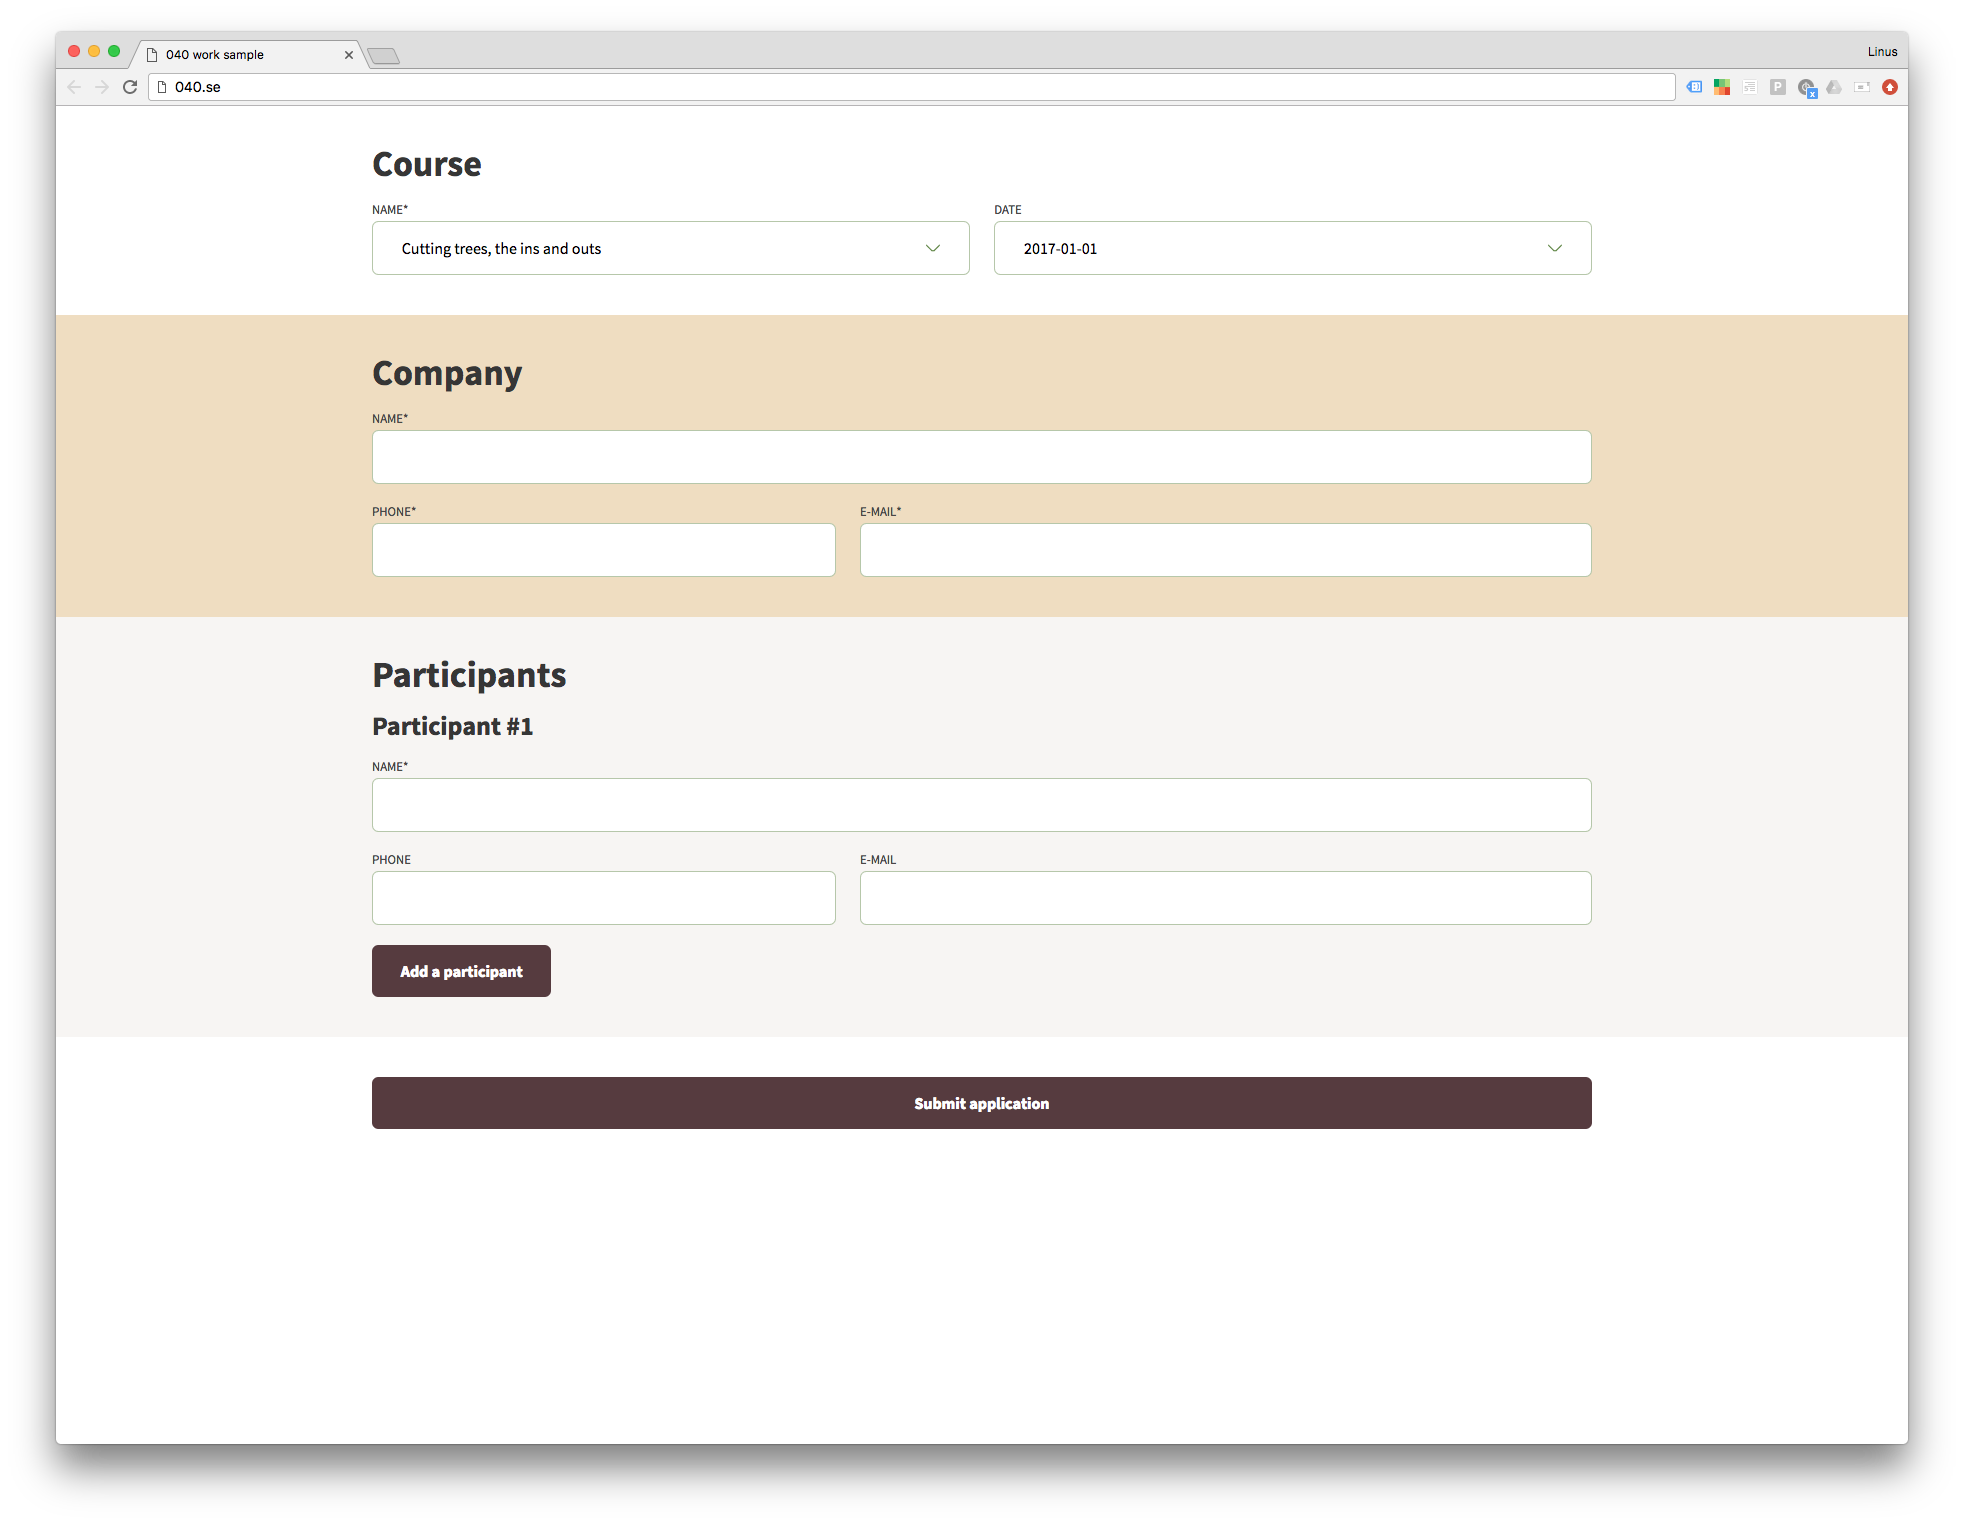 040 work sample
Linus
040.se
Course
NAME*
DATE
Cutting trees, the ins and outs
2017-01-01
Company
NAME*
PHONE*
E-MAIL*
Participants
Participant #1
NAME*
PHONE
E-MAIL
Add a participant
Submit application